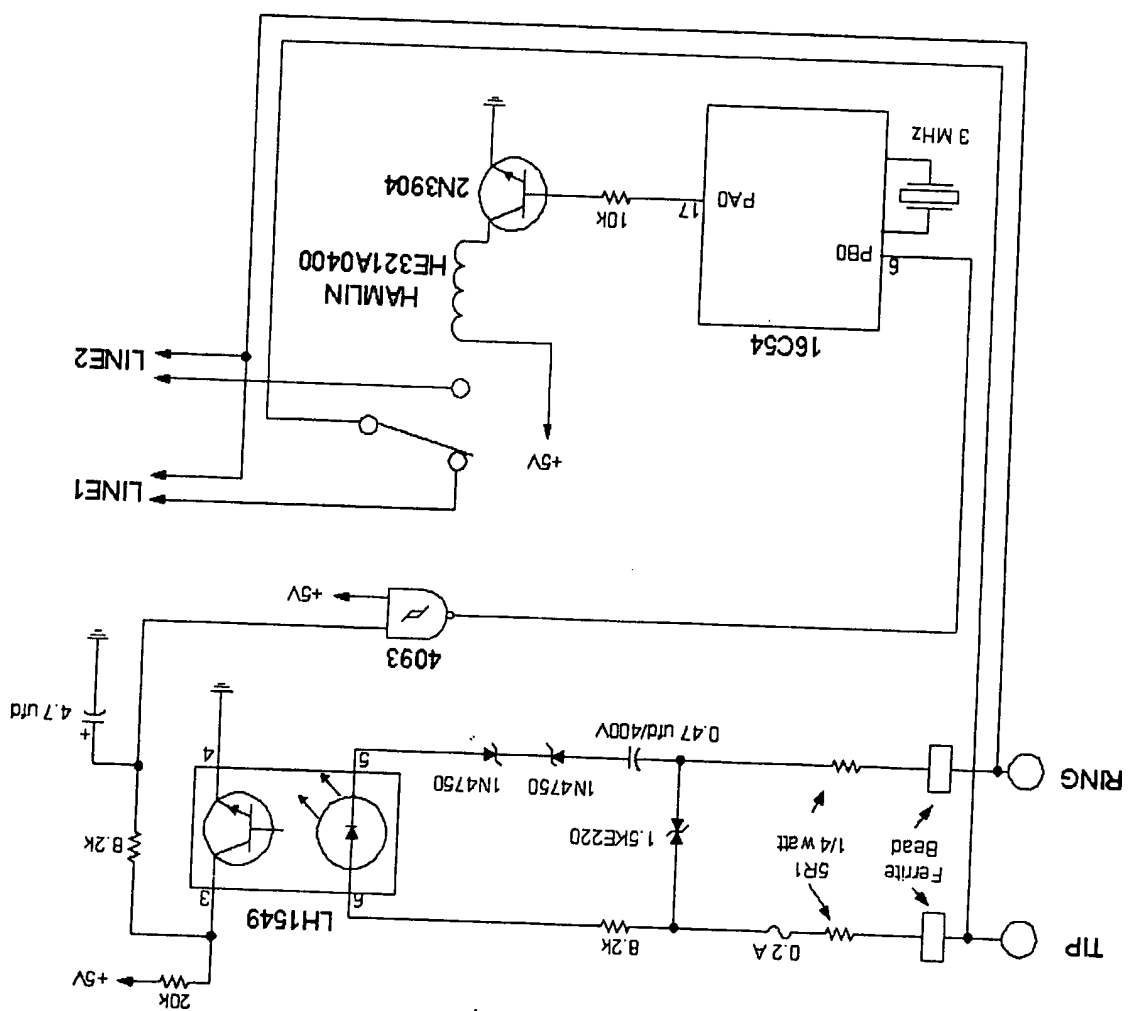 20k
+5V
TIP
0.2 A
8.2k
LH1549
6
3
Ferrite
Bead
5R1
1/4 watt
1.5KE220
8.2k
RING
0.47 ufd/400V
1N4750
1N4750
5
4
+
4.7 ufd
4093
+5V
LINE1
+5V
LINE2
16C54
6
PB0
HAMLIN
HE321A0400
PA0
17
10k
2N3904
3 MHz